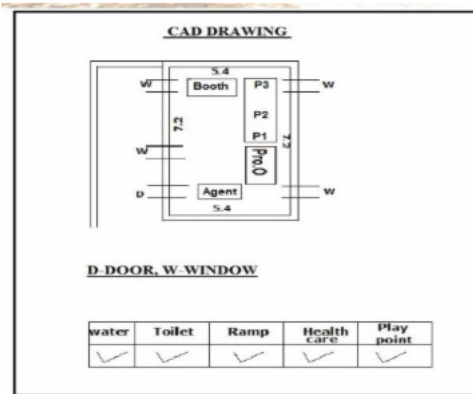 CAD DRAWING
5.4
W Booth P3 W
P2
7.2 P1 7.2
W Pro.O
D Agent W
5.4
D-DOOR, W-WINDOW
water Toilet Ramp Health care Play point